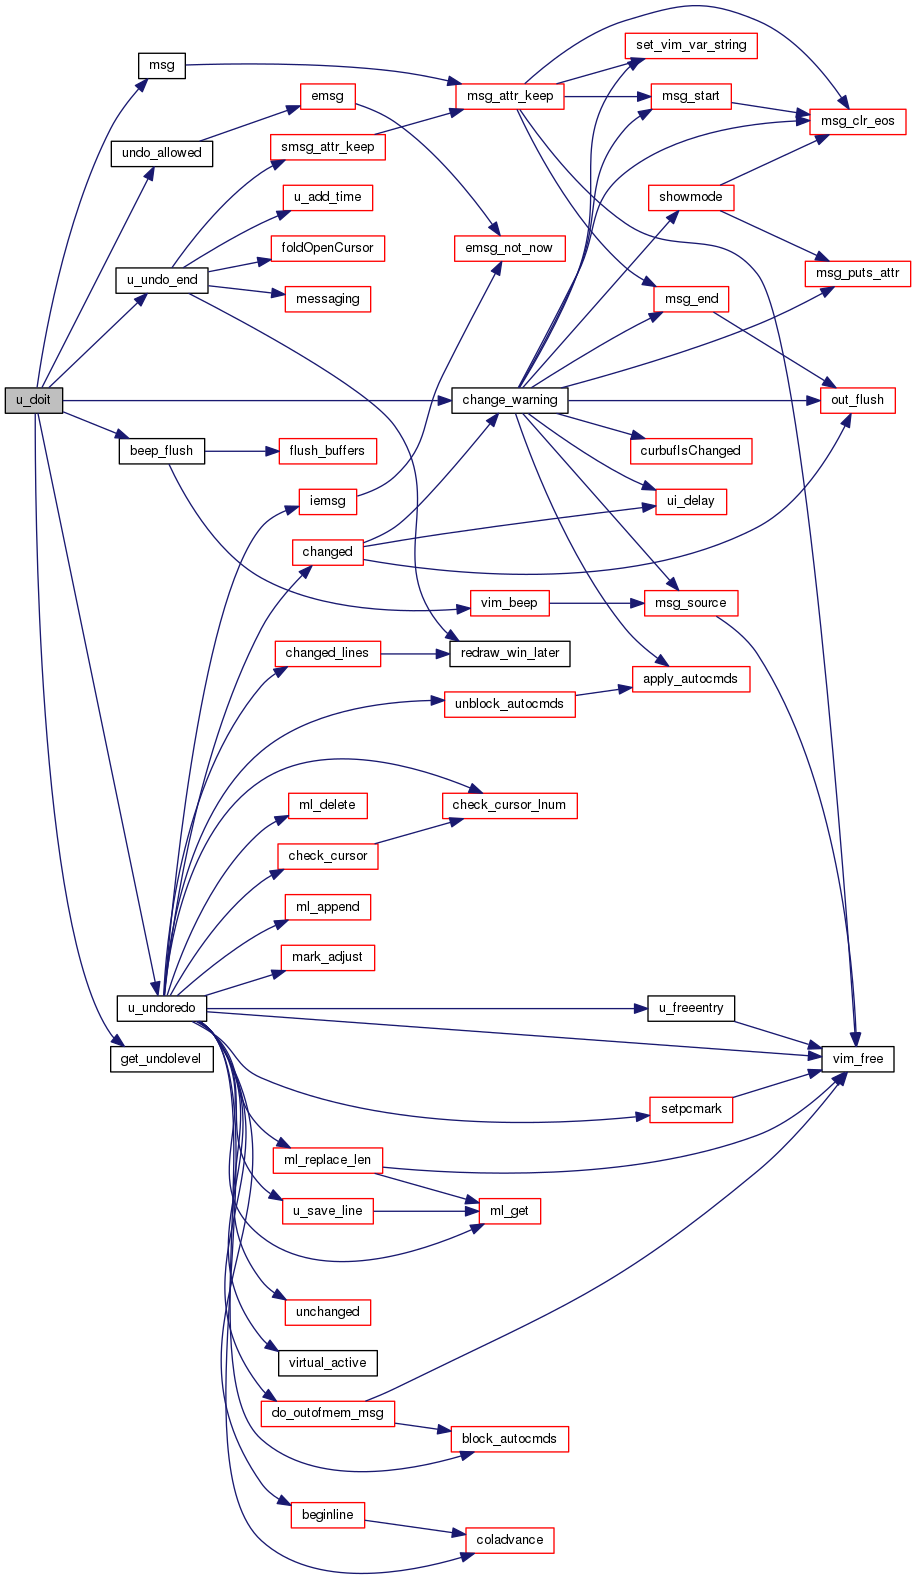 set_vim_var_string
msg
emsg
msg_attr_keep
msg_start
msg_clr_eos
undo_allowed
smsg_attr_keep
u_add_time
showmode
foldOpenCursor
emsg_not_now
msg_puts_attr
u_undo_end
messaging
msg_end
u_doit
change_warning
out_flush
beep_flush
flush_buffers
curbufIsChanged
iemsg
ui_delay
changed
vim_beep
msg_source
changed_lines
redraw_win_later
apply_autocmds
unblock_autocmds
ml_delete
check_cursor_lnum
check_cursor
ml_append
mark_adjust
u_undoredo
u_freeentry
get_undolevel
vim_free
setpcmark
ml_replace_len
u_save_line
ml_get
unchanged
virtual_active
do_outofmem_msg
block_autocmds
beginline
coladvance